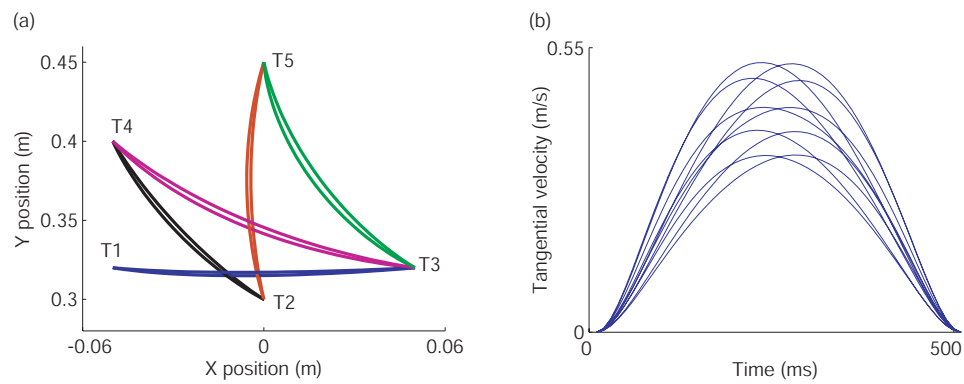 (a)
(b)
0.45
T5
T4
0.4
Y position (m)
0.35
T1
T3
0.3
T2
-0.06
0
0.06
X position (m)
0.55
Tangential velocity (m/s)
0
0
500
Time (ms)